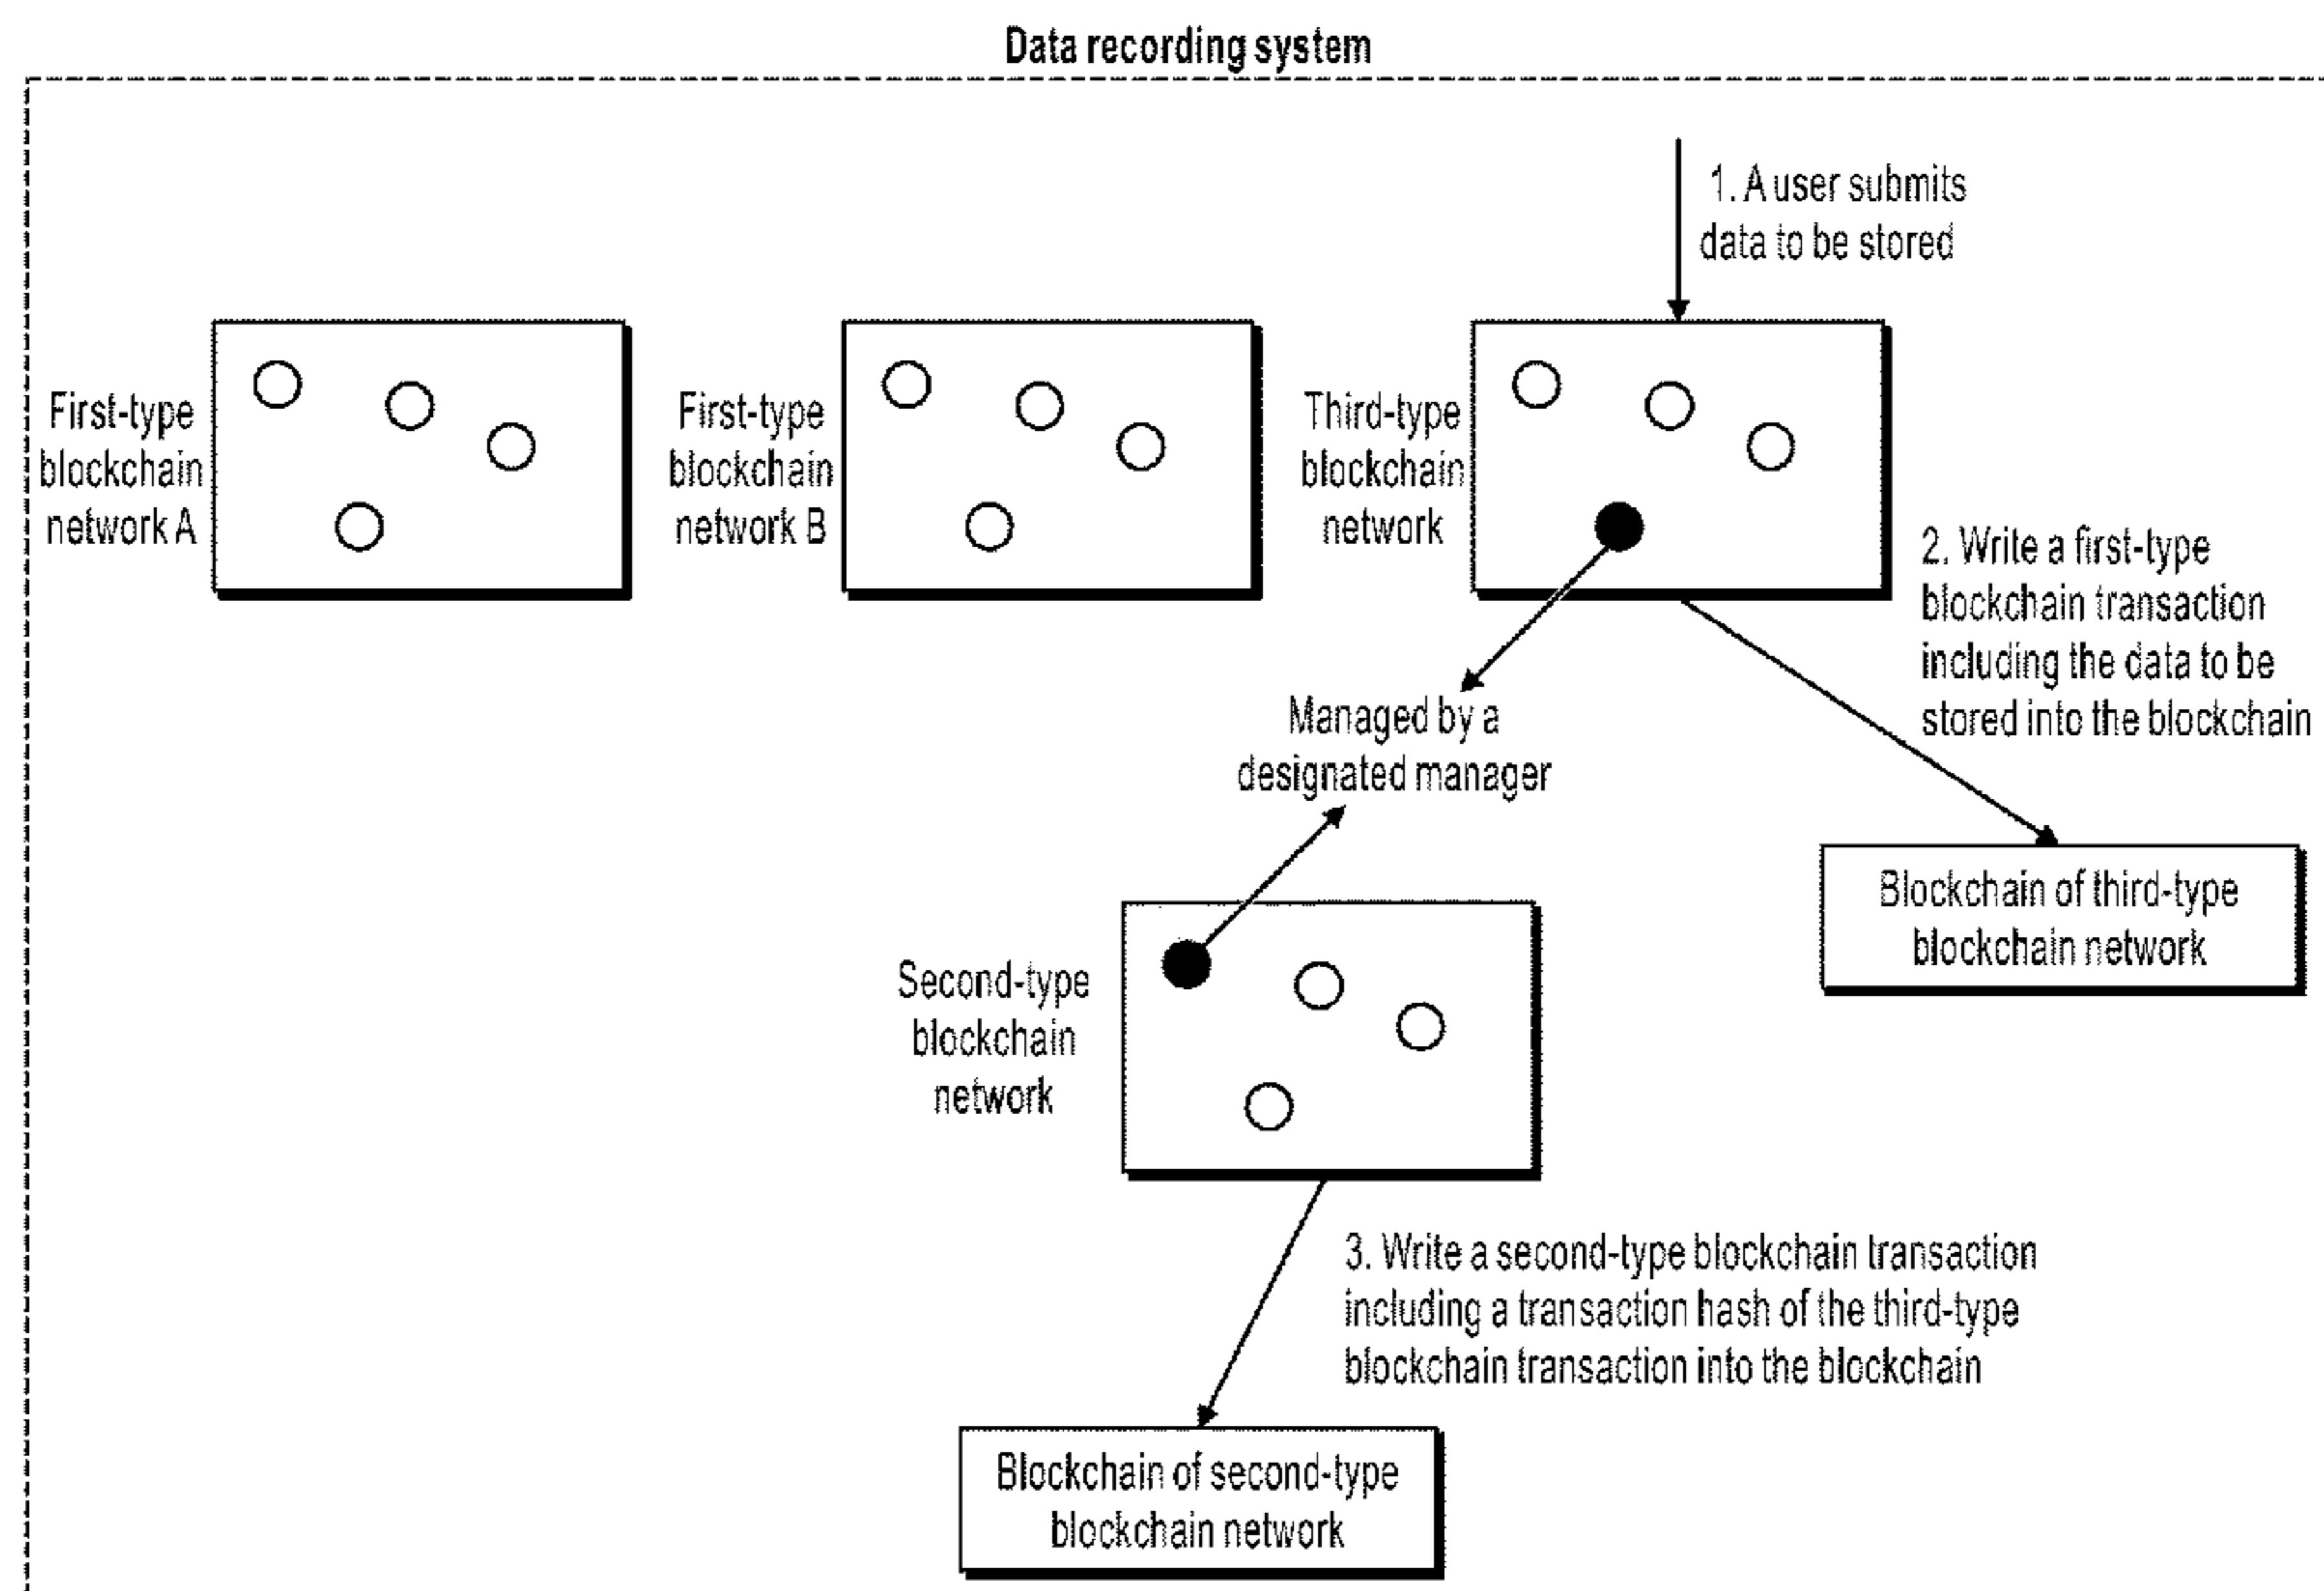 Data recording system
1. A user submits
data to be stored
First-type
blockchain
network A
First-type
blockchain
network B
Third-type
blockchain
network
2. Write a first-type
blockchain transaction
including the data to be
stored into the blockchain
Managed by a
designated manager
Blockchain of third-type
blockchain network
Second-type
blockchain
network
3. Write a second-type blockchain transaction
including a transaction hash of the third-type
blockchain transaction into the blockchain
Blockchain of second-type
blockchain network